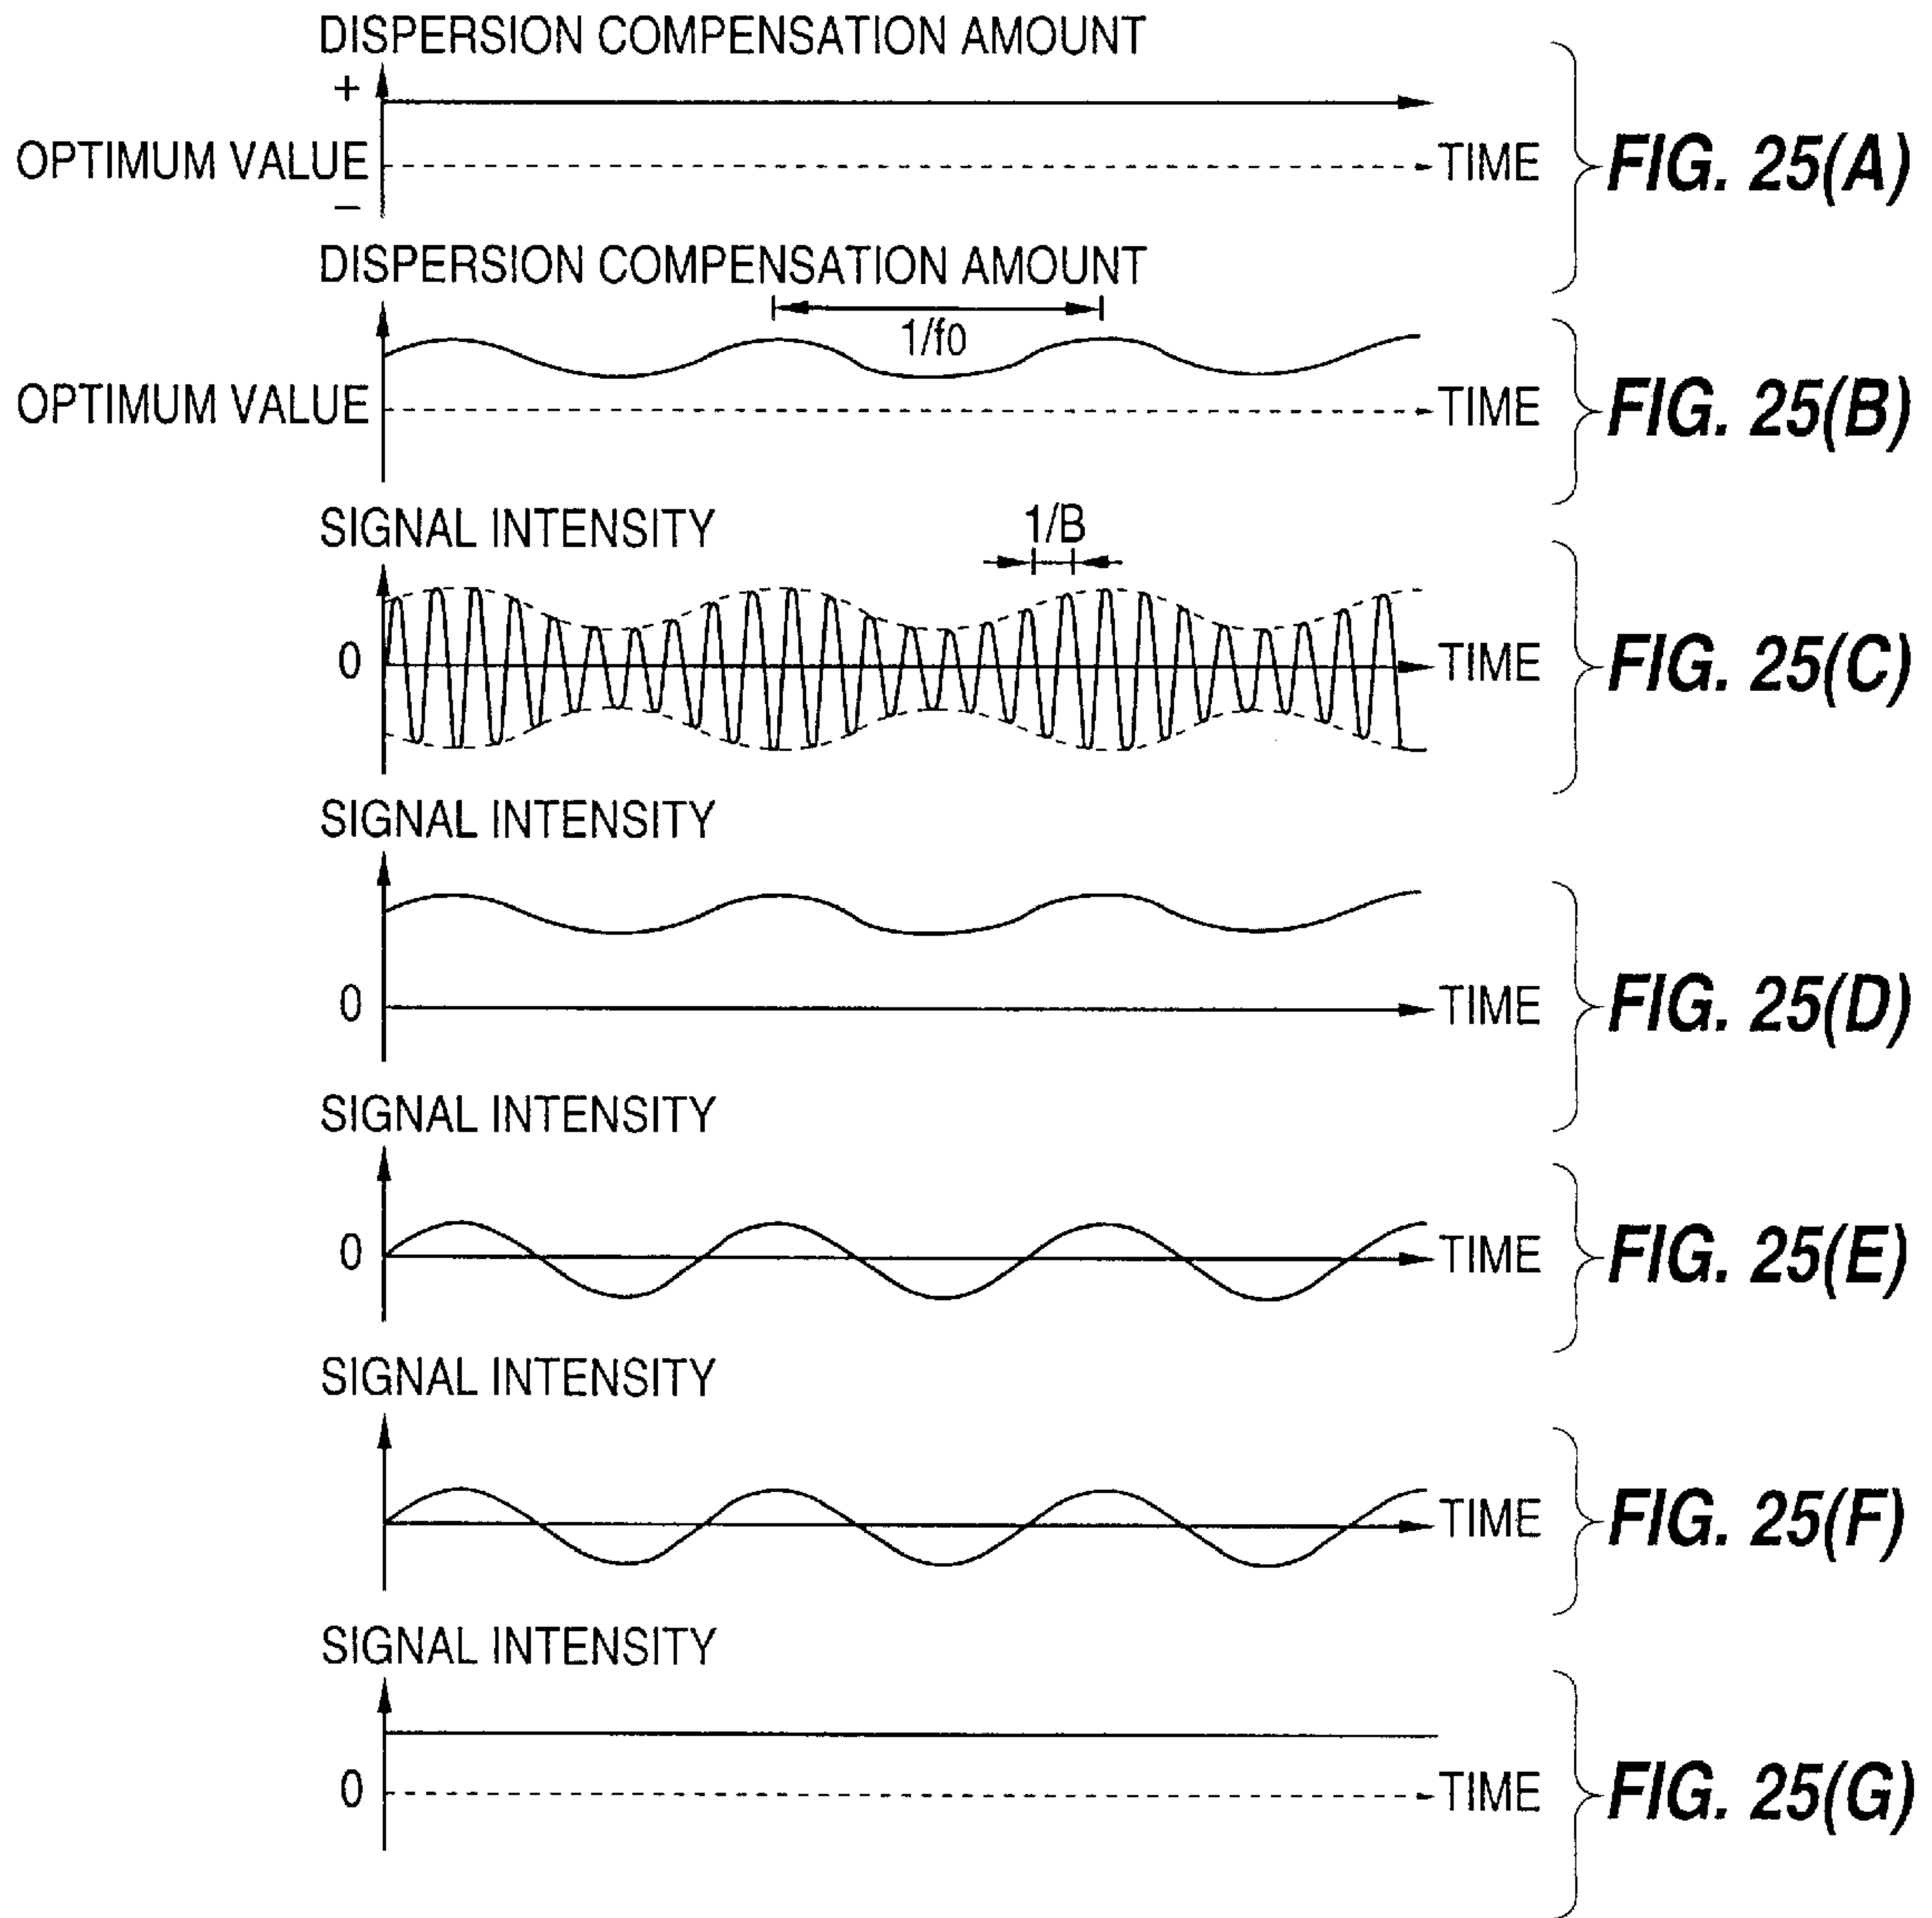 DISPERSION COMPENSATION AMOUNT
+
OPTIMUM VALUE
−
TIME
FIG. 25(A)
DISPERSION COMPENSATION AMOUNT
1/f0
OPTIMUM VALUE
TIME
FIG. 25(B)
SIGNAL INTENSITY
1/B
0
TIME
FIG. 25(C)
SIGNAL INTENSITY
0
TIME
FIG. 25(D)
SIGNAL INTENSITY
0
TIME
FIG. 25(E)
SIGNAL INTENSITY
TIME
FIG. 25(F)
SIGNAL INTENSITY
0
TIME
FIG. 25(G)